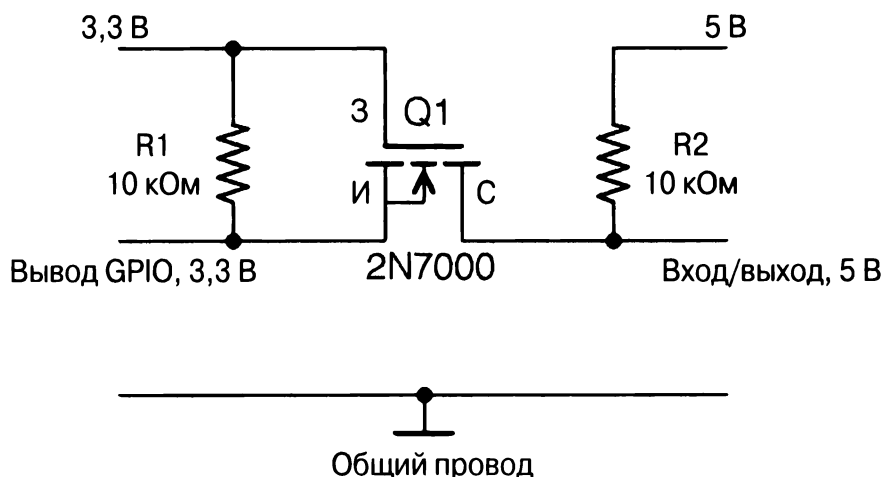 3,3 В
5 В
З
Q1
R1
10 кОм
R2
10 кОм
И
С
Вывод GPIO, 3,3 В
2N7000
Вход/выход, 5 В
Общий провод